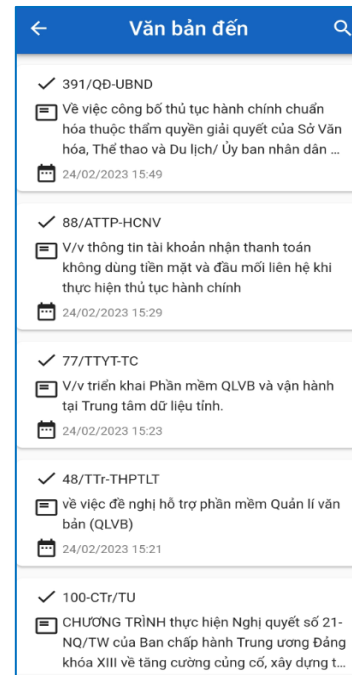 Văn bản đến
391/QĐ-UBND
Về việc công bố thủ tục hành chính chuẩn
hóa thuộc thẩm quyền giải quyết của Sở Văn
hóa, Thể thao và Du lịch/ Ủy ban nhân dân ...
24/02/2023 15:49
88/ATTP-HCNV
V/v thông tin tài khoản nhận thanh toán
không dùng tiền mặt và đầu mối liên hệ khi
thực hiện thủ tục hành chính
24/02/2023 15:29
77/TTYT-TC
V/v triển khai Phần mềm QLVB và vận hành
tại Trung tâm dữ liệu tỉnh.
24/02/2023 15:23
48/TTr-THPTLT
về việc đề nghị hỗ trợ phần mềm Quản lí văn
bản (QLVB)
24/02/2023 15:21
100-CTr/TU
CHƯƠNG TRÌNH thực hiện Nghị quyết số 21-
NQ/TW của Ban chấp hành Trung ương Đảng
khóa XIII về tăng cường củng cố, xây dựng t...